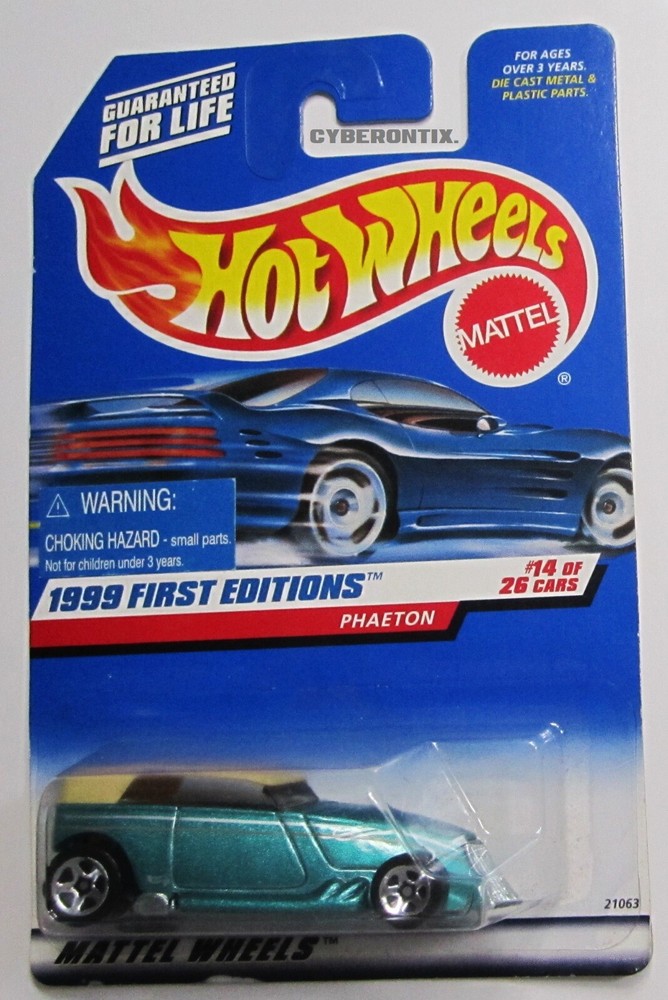 GUARANTEED
FOR LIFE
FOR AGES
OVER 3 YEARS.
DIE CAST METAL &
PLASTIC PARTS.
CYBERONTIX.
HOT WHEELS
MATTEL
®
⚠ WARNING:
CHOKING HAZARD - small parts.
Not for children under 3 years.
1999 FIRST EDITIONS™
#14 OF
26 CARS
PHAETON
21063
MATTEL WHEELS™